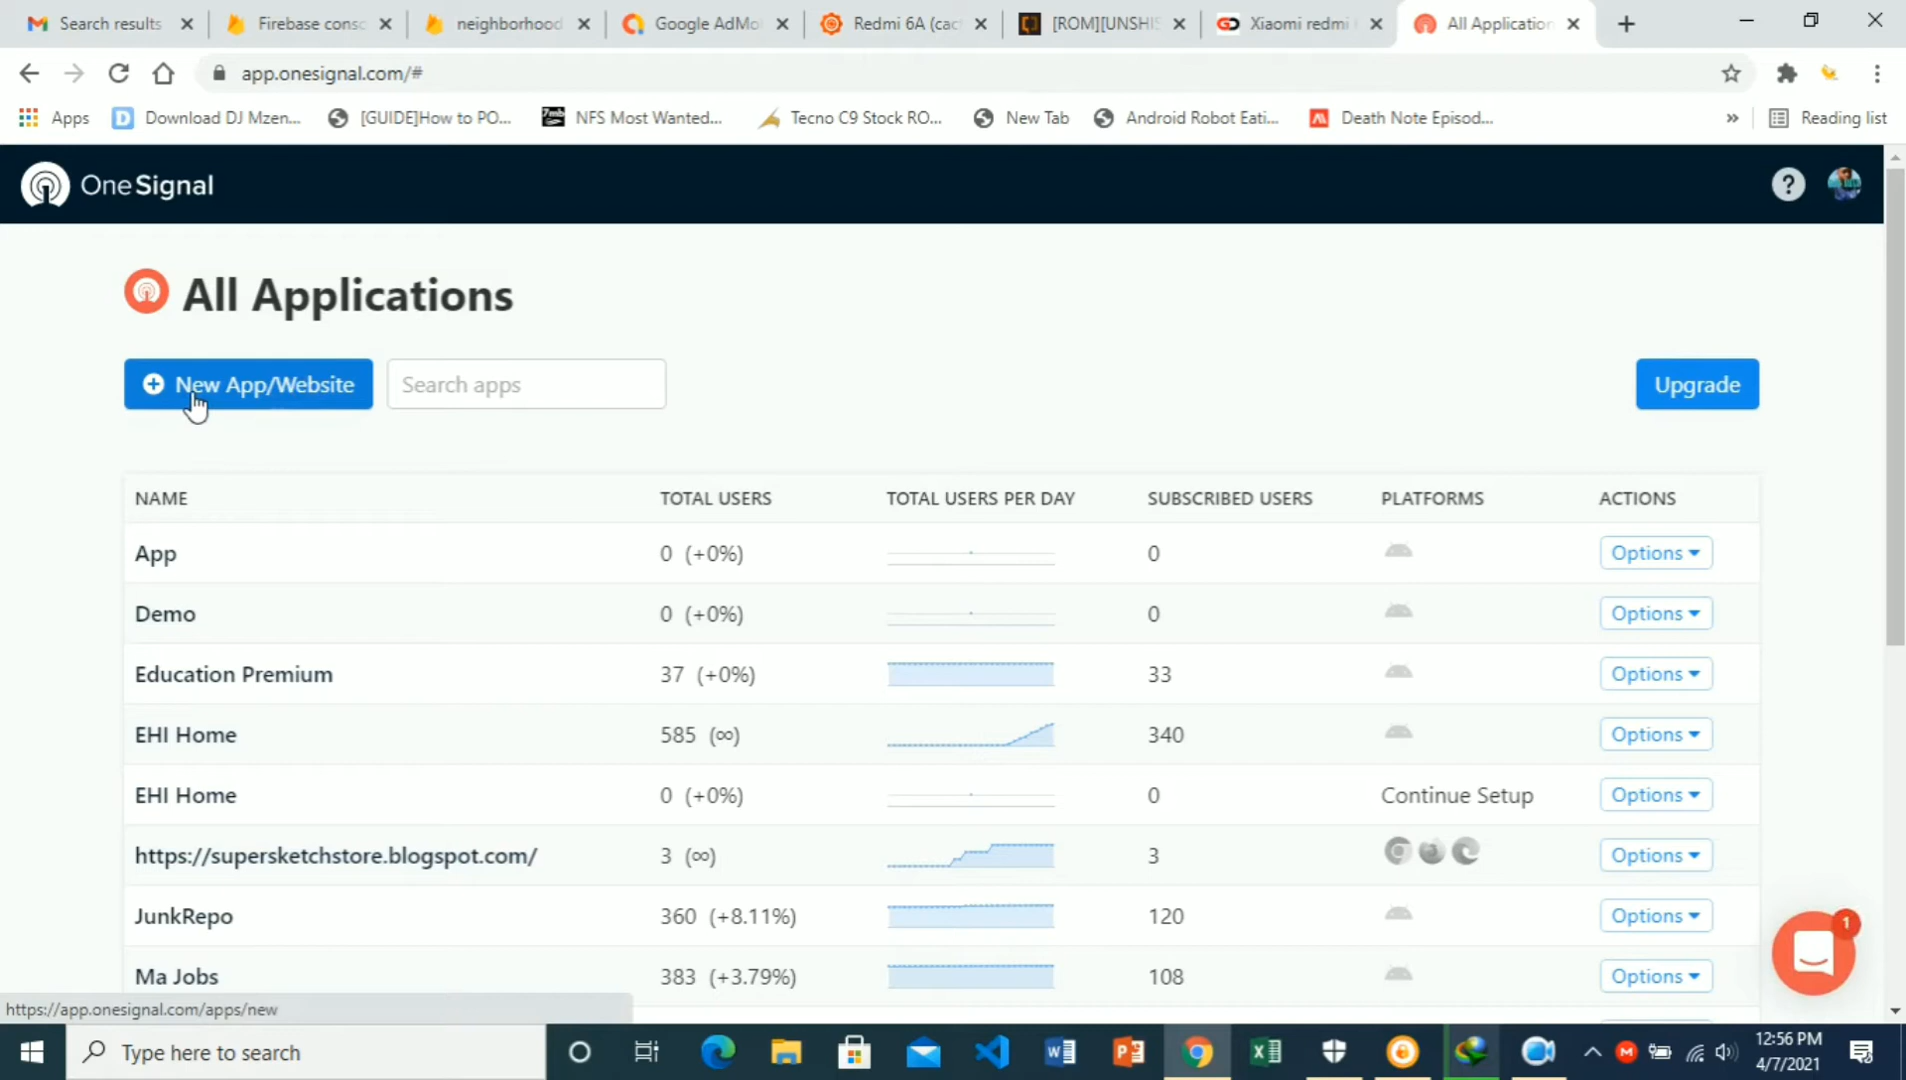 Search results
Firebase consc
neighborhood
Google AdMo
Redmi 6A (cac
[ROM][UNSHIS
Xiaomi redmi
All Application
app.onesignal.com/#
Apps
Download DJ Mzen...
[GUIDE]How to PO...
NFS Most Wanted...
Tecno C9 Stock RO...
New Tab
Android Robot Eati...
Death Note Episod...
»
Reading list
OneSignal
?
All Applications
New App/Website
Search apps
Upgrade
NAME TOTAL USERS TOTAL USERS PER DAY SUBSCRIBED USERS PLATFORMS ACTIONS
App 0 (+0%) 0 Options
Demo 0 (+0%) 0 Options
Education Premium 37 (+0%) 33 Options
EHI Home 585 (∞) 340 Options
EHI Home 0 (+0%) 0 Continue Setup Options
https://supersketchstore.blogspot.com/ 3 (∞) 3 Options
JunkRepo 360 (+8.11%) 120 Options
Ma Jobs 383 (+3.79%) 108 Options
1
https://app.onesignal.com/apps/new
Type here to search
12:56 PM
4/7/2021